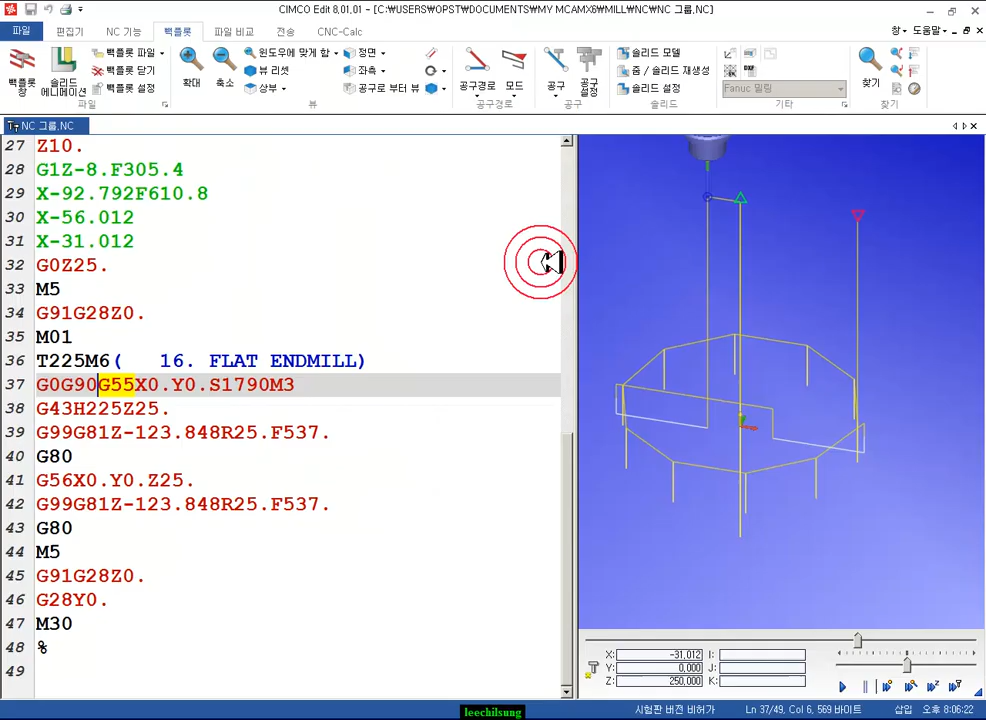 CIMCO Edit 8,01,01 - [C:₩USERS₩OPST₩DOCUMENTS₩MY MCAMX6₩MILL₩NC₩NC 그룹,NC]
파일 편집기 NC 기능 백플롯 파일 비교 전송 CNC-Calc 창 도움말
백플롯 창
솔리드 애니메이션
백플롯 파일
백플롯 닫기
백플롯 설정
파일
확대
축소
윈도우에 맞게 함
뷰 리셋
상부
정면
좌측
공구로 부터 뷰
뷰
공구경로
모드
공구경로
공구
공구 설정
공구
솔리드 모델
줌 / 솔리드 재생성
솔리드 설정
솔리드
Fanuc 밀링
기타
찾기
찾기
NC 그룹,NC
27 Z10.
28 G1Z-8.F305.4
29 X-92.792F610.8
30 X-56.012
31 X-31.012
32 G0Z25.
33 M5
34 G91G28Z0.
35 M01
36 T225M6( 16. FLAT ENDMILL)
37 G0G90G55X0.Y0.S1790M3
38 G43H225Z25.
39 G99G81Z-123.848R25.F537.
40 G80
41 G56X0.Y0.Z25.
42 G99G81Z-123.848R25.F537.
43 G80
44 M5
45 G91G28Z0.
46 G28Y0.
47 M30
48 %
49
X: -31,012 I:
Y: 0,000 J:
Z: 250,000 K:
leechilsung
시험판 버전 비허가 Ln 37/49, Col 6, 569 바이트 삽입 오후 8:06:22